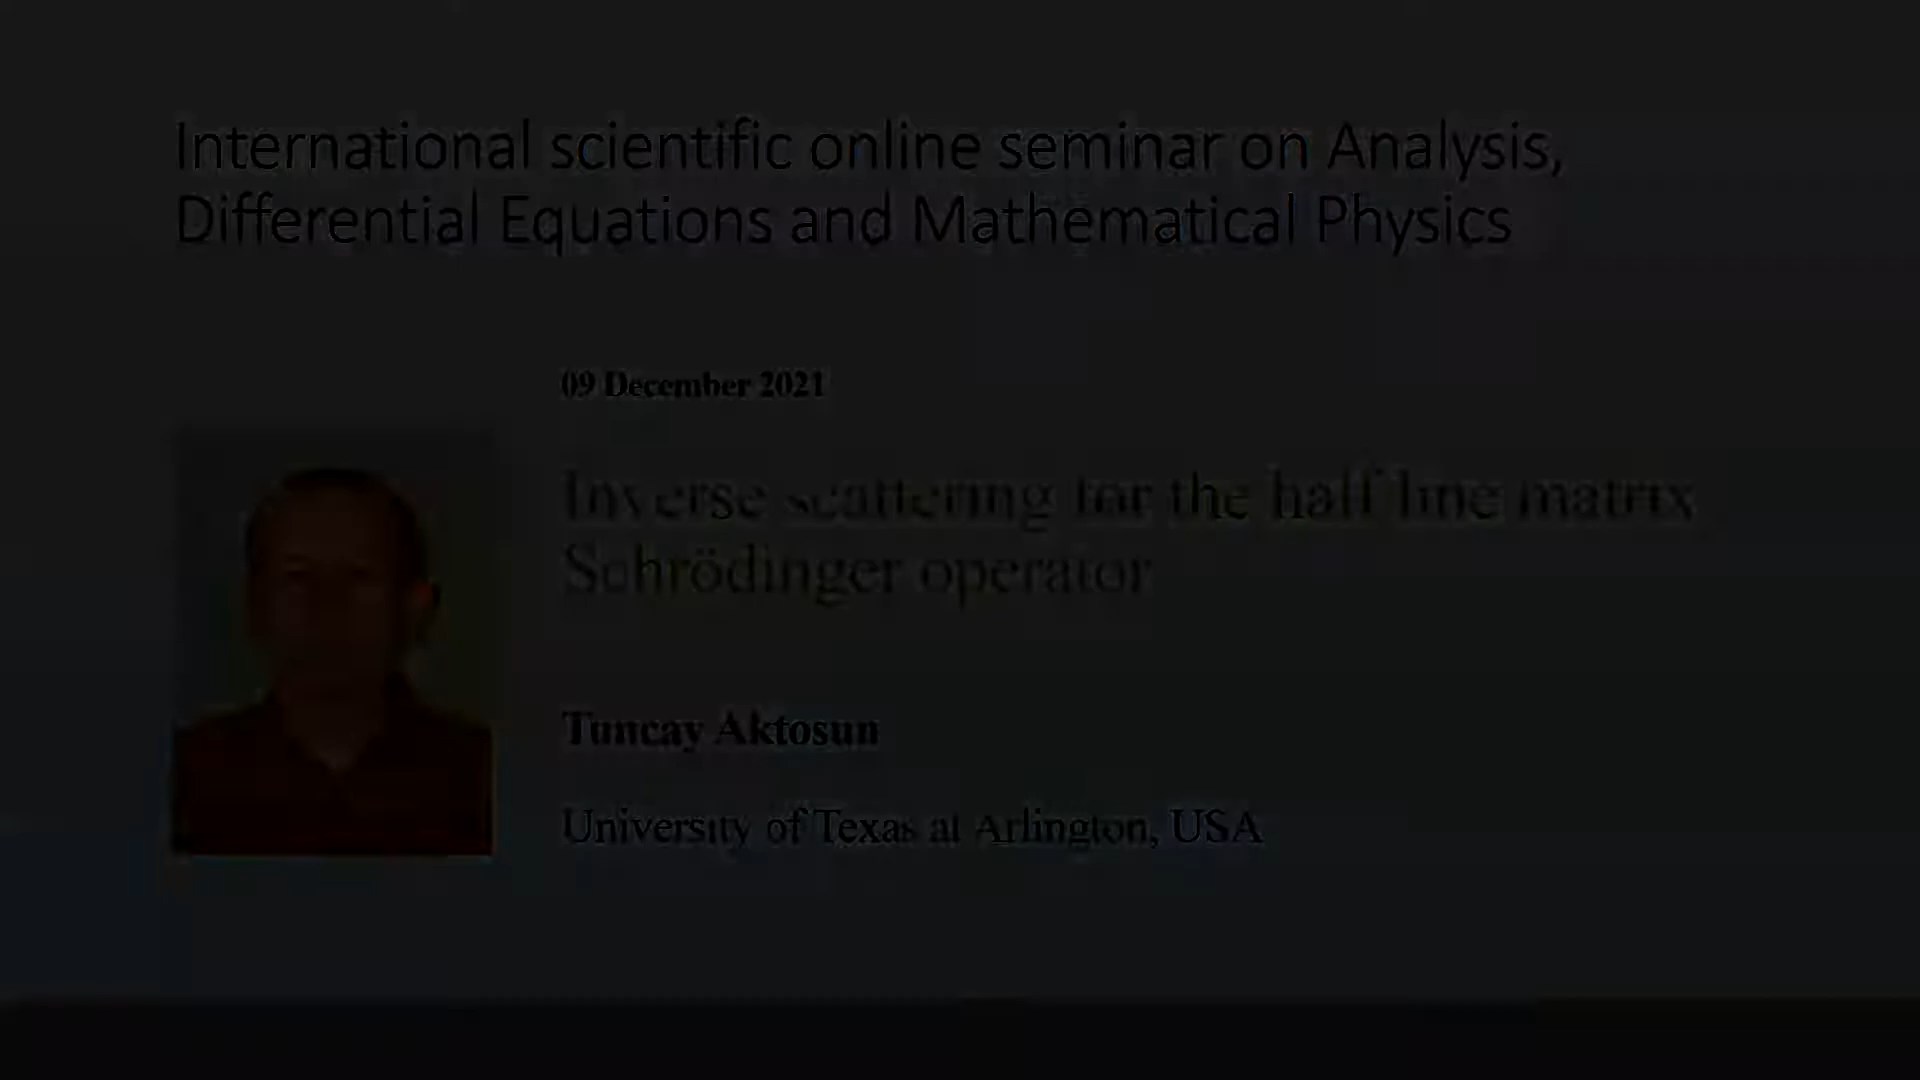 International scientific online seminar on Analysis,
Differential Equations and Mathematical Physics
09 December 2021
Inverse scattering for the half line matrix
Schrödinger operator
Tuncay Aktosun
University of Texas at Arlington, USA